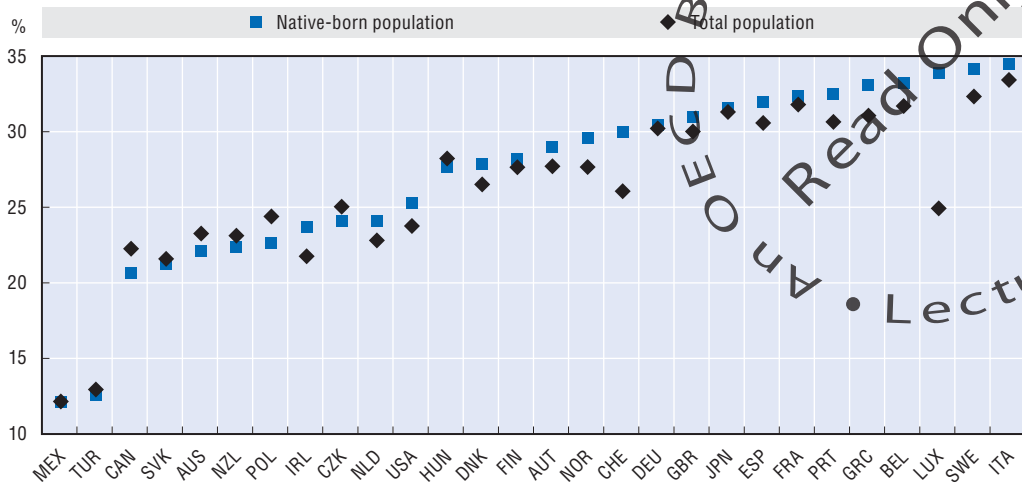 % Native-born population Total population
35
30
25
20
15
10
MEX TUR CAN SVK AUS NZL POL IRL CZK NLD USA HUN DNK FIN AUT NOR CHE DEU GBR JPN ESP FRA PRT GRC BEL LUX SWE ITA
An OECD B
Read Only
• Lectu